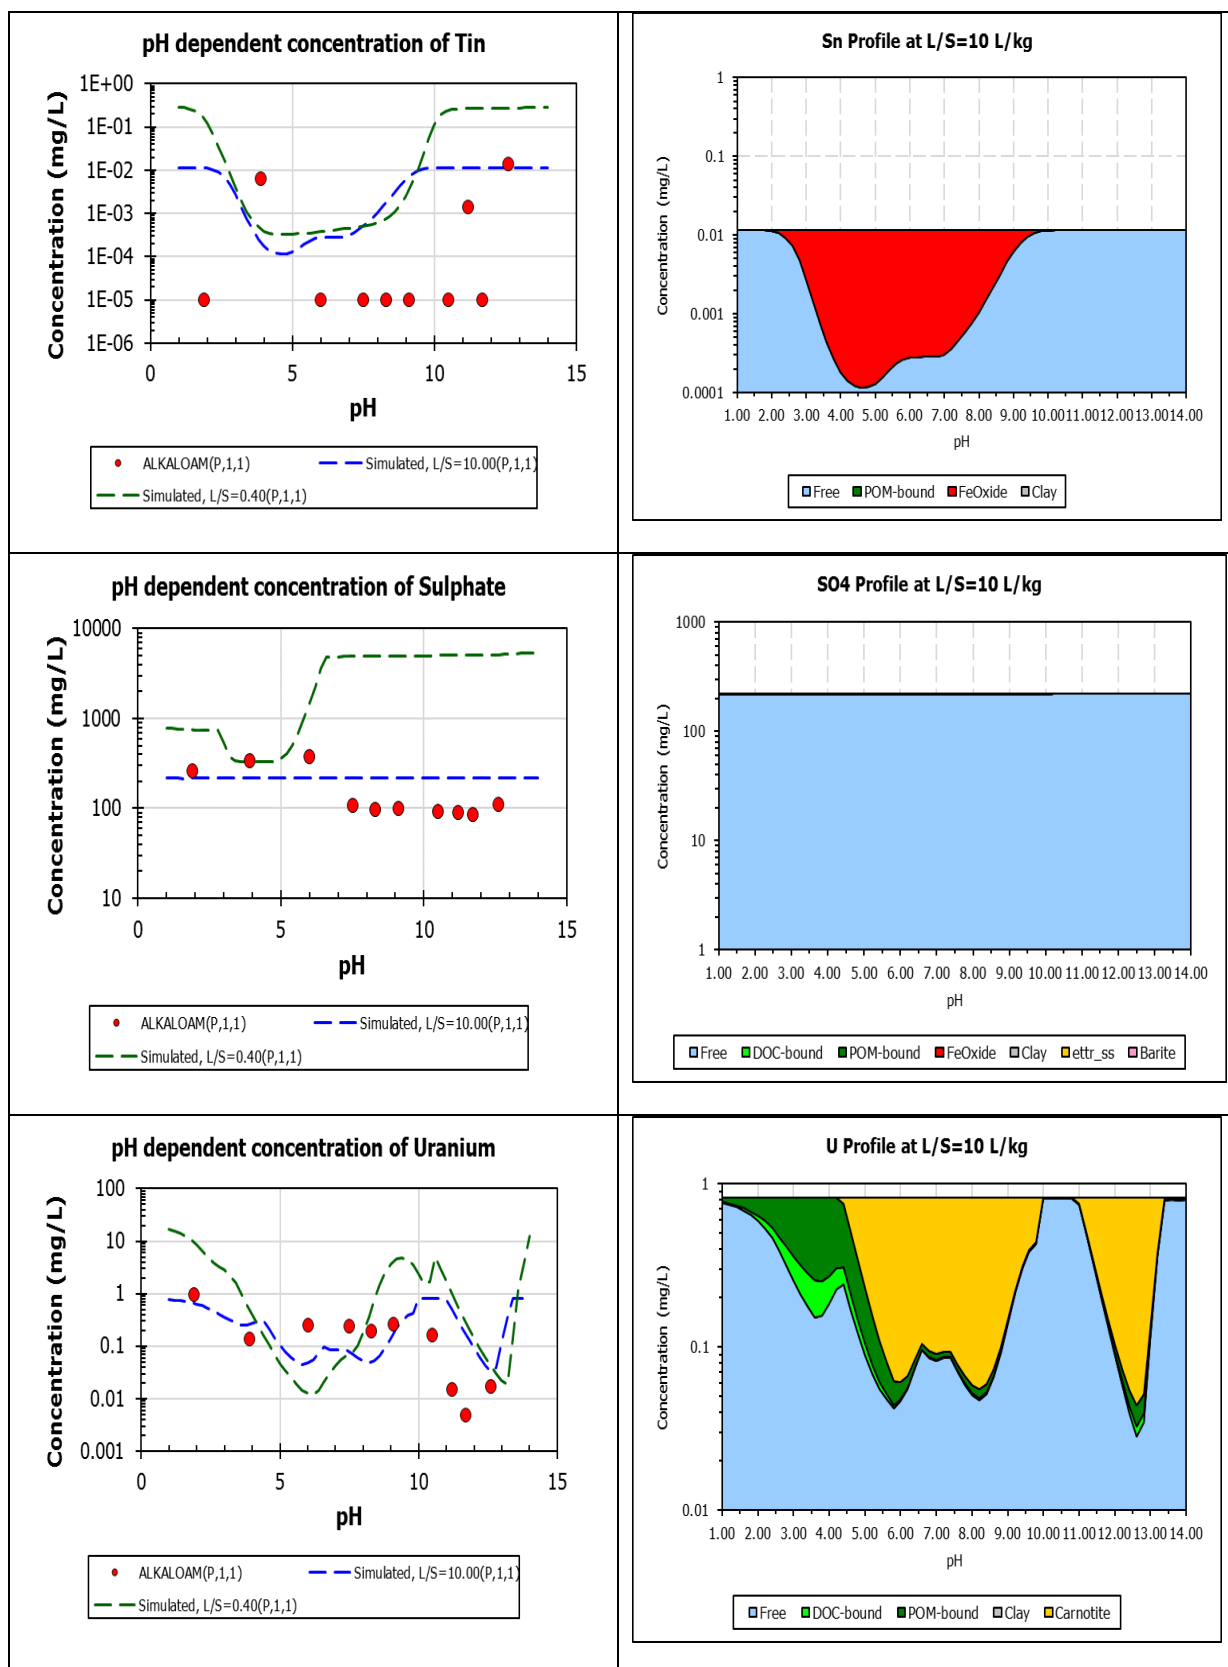 pH dependent concentration of Tin
Concentration (mg/L)
1E+00
1E-01
1E-02
1E-03
1E-04
1E-05
1E-06
0 5 10 15
pH
ALKALOAM(P,1,1) Simulated, L/S=10.00(P,1,1)
Simulated, L/S=0.40(P,1,1)
Sn Profile at L/S=10 L/kg
Concentration (mg/L)
1
0.1
0.01
0.001
0.0001
1.00 2.00 3.00 4.00 5.00 6.00 7.00 8.00 9.00 10.00 11.00 12.00 13.00 14.00
pH
Free POM-bound FeOxide Clay
pH dependent concentration of Sulphate
Concentration (mg/L)
10000
1000
100
10
0 5 10 15
pH
ALKALOAM(P,1,1) Simulated, L/S=10.00(P,1,1)
Simulated, L/S=0.40(P,1,1)
SO4 Profile at L/S=10 L/kg
Concentration (mg/L)
1000
100
10
1
1.00 2.00 3.00 4.00 5.00 6.00 7.00 8.00 9.00 10.00 11.00 12.00 13.00 14.00
pH
Free DOC-bound POM-bound FeOxide Clay ettr_ss Barite
pH dependent concentration of Uranium
Concentration (mg/L)
100
10
1
0.1
0.01
0.001
0 5 10 15
pH
ALKALOAM(P,1,1) Simulated, L/S=10.00(P,1,1)
Simulated, L/S=0.40(P,1,1)
U Profile at L/S=10 L/kg
Concentration (mg/L)
1
0.1
0.01
1.00 2.00 3.00 4.00 5.00 6.00 7.00 8.00 9.00 10.00 11.00 12.00 13.00 14.00
pH
Free DOC-bound POM-bound Clay Carnotite